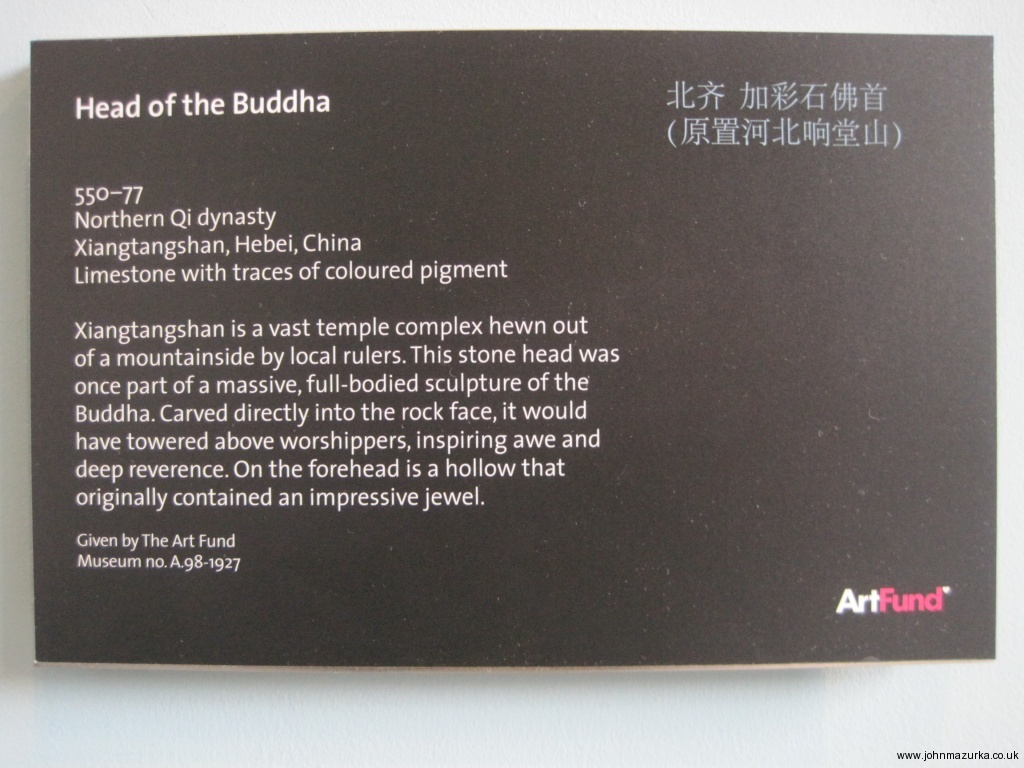 Head of the Buddha
北齐 加彩石佛首
(原置河北响堂山)
550–77
Northern Qi dynasty
Xiangtangshan, Hebei, China
Limestone with traces of coloured pigment
Xiangtangshan is a vast temple complex hewn out
of a mountainside by local rulers. This stone head was
once part of a massive, full-bodied sculpture of the
Buddha. Carved directly into the rock face, it would
have towered above worshippers, inspiring awe and
deep reverence. On the forehead is a hollow that
originally contained an impressive jewel.
Given by The Art Fund
Museum no. A.98-1927
ArtFund
www.johnmazurka.co.uk